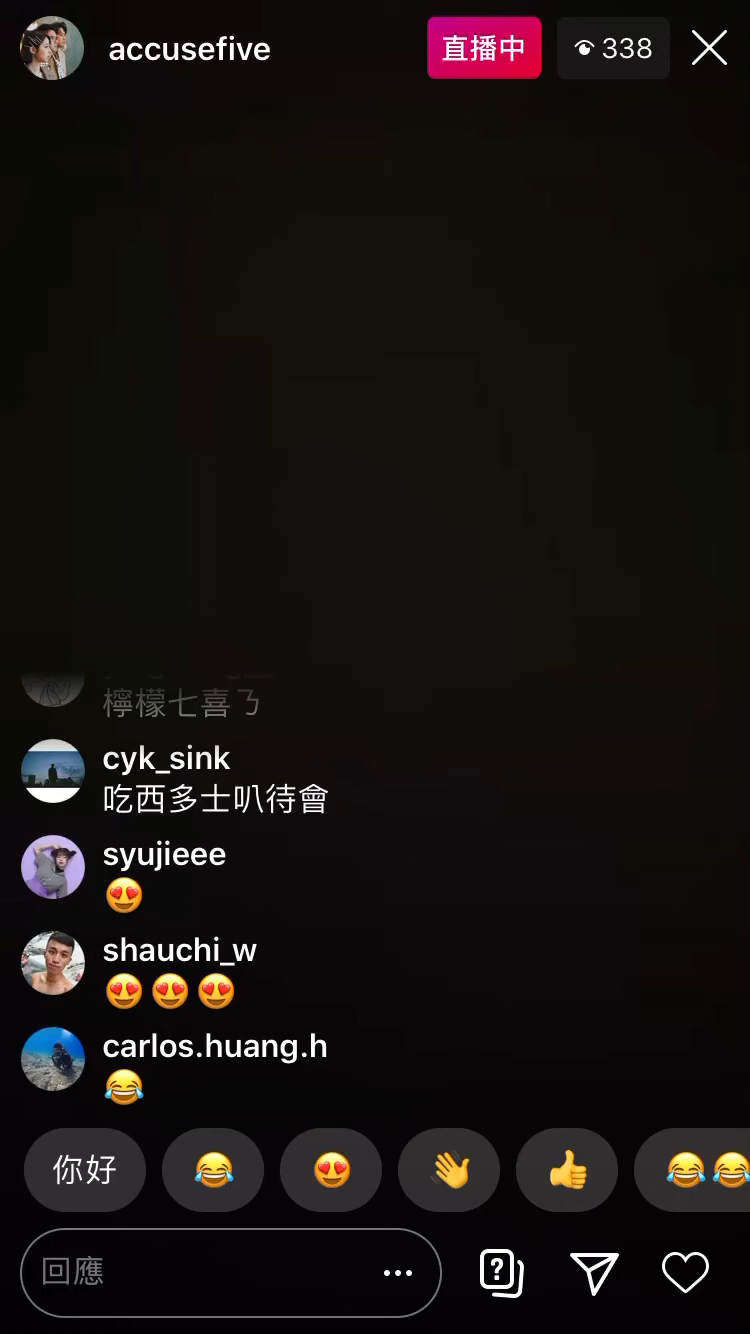 accusefive
直播中
338
檸檬七喜ㄋ
cyk_sink
吃西多士叭待會
syujieee
😍
shauchi_w
😍😍😍
carlos.huang.h
😂
你好 😂 😍 👋 👍 😂😂
回應